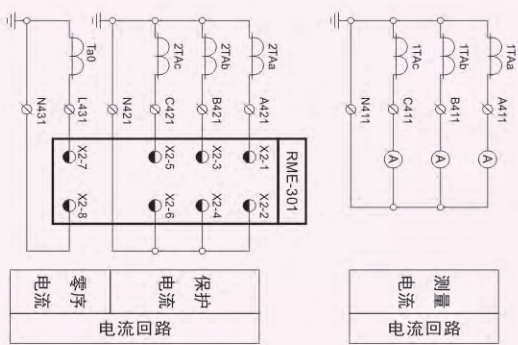 Ta0
2TAc
2TAb
2TAa
1TAc
1TAb
1TAa
N431
L431
N421
C421
B421
A421
N411
C411
B411
A411
A
A
A
RME-301
X2-7
X2-5
X2-3
X2-1
X2-8
X2-6
X2-4
X2-2
零序
电流
保护
电流
测量
电流
电流回路
电流回路